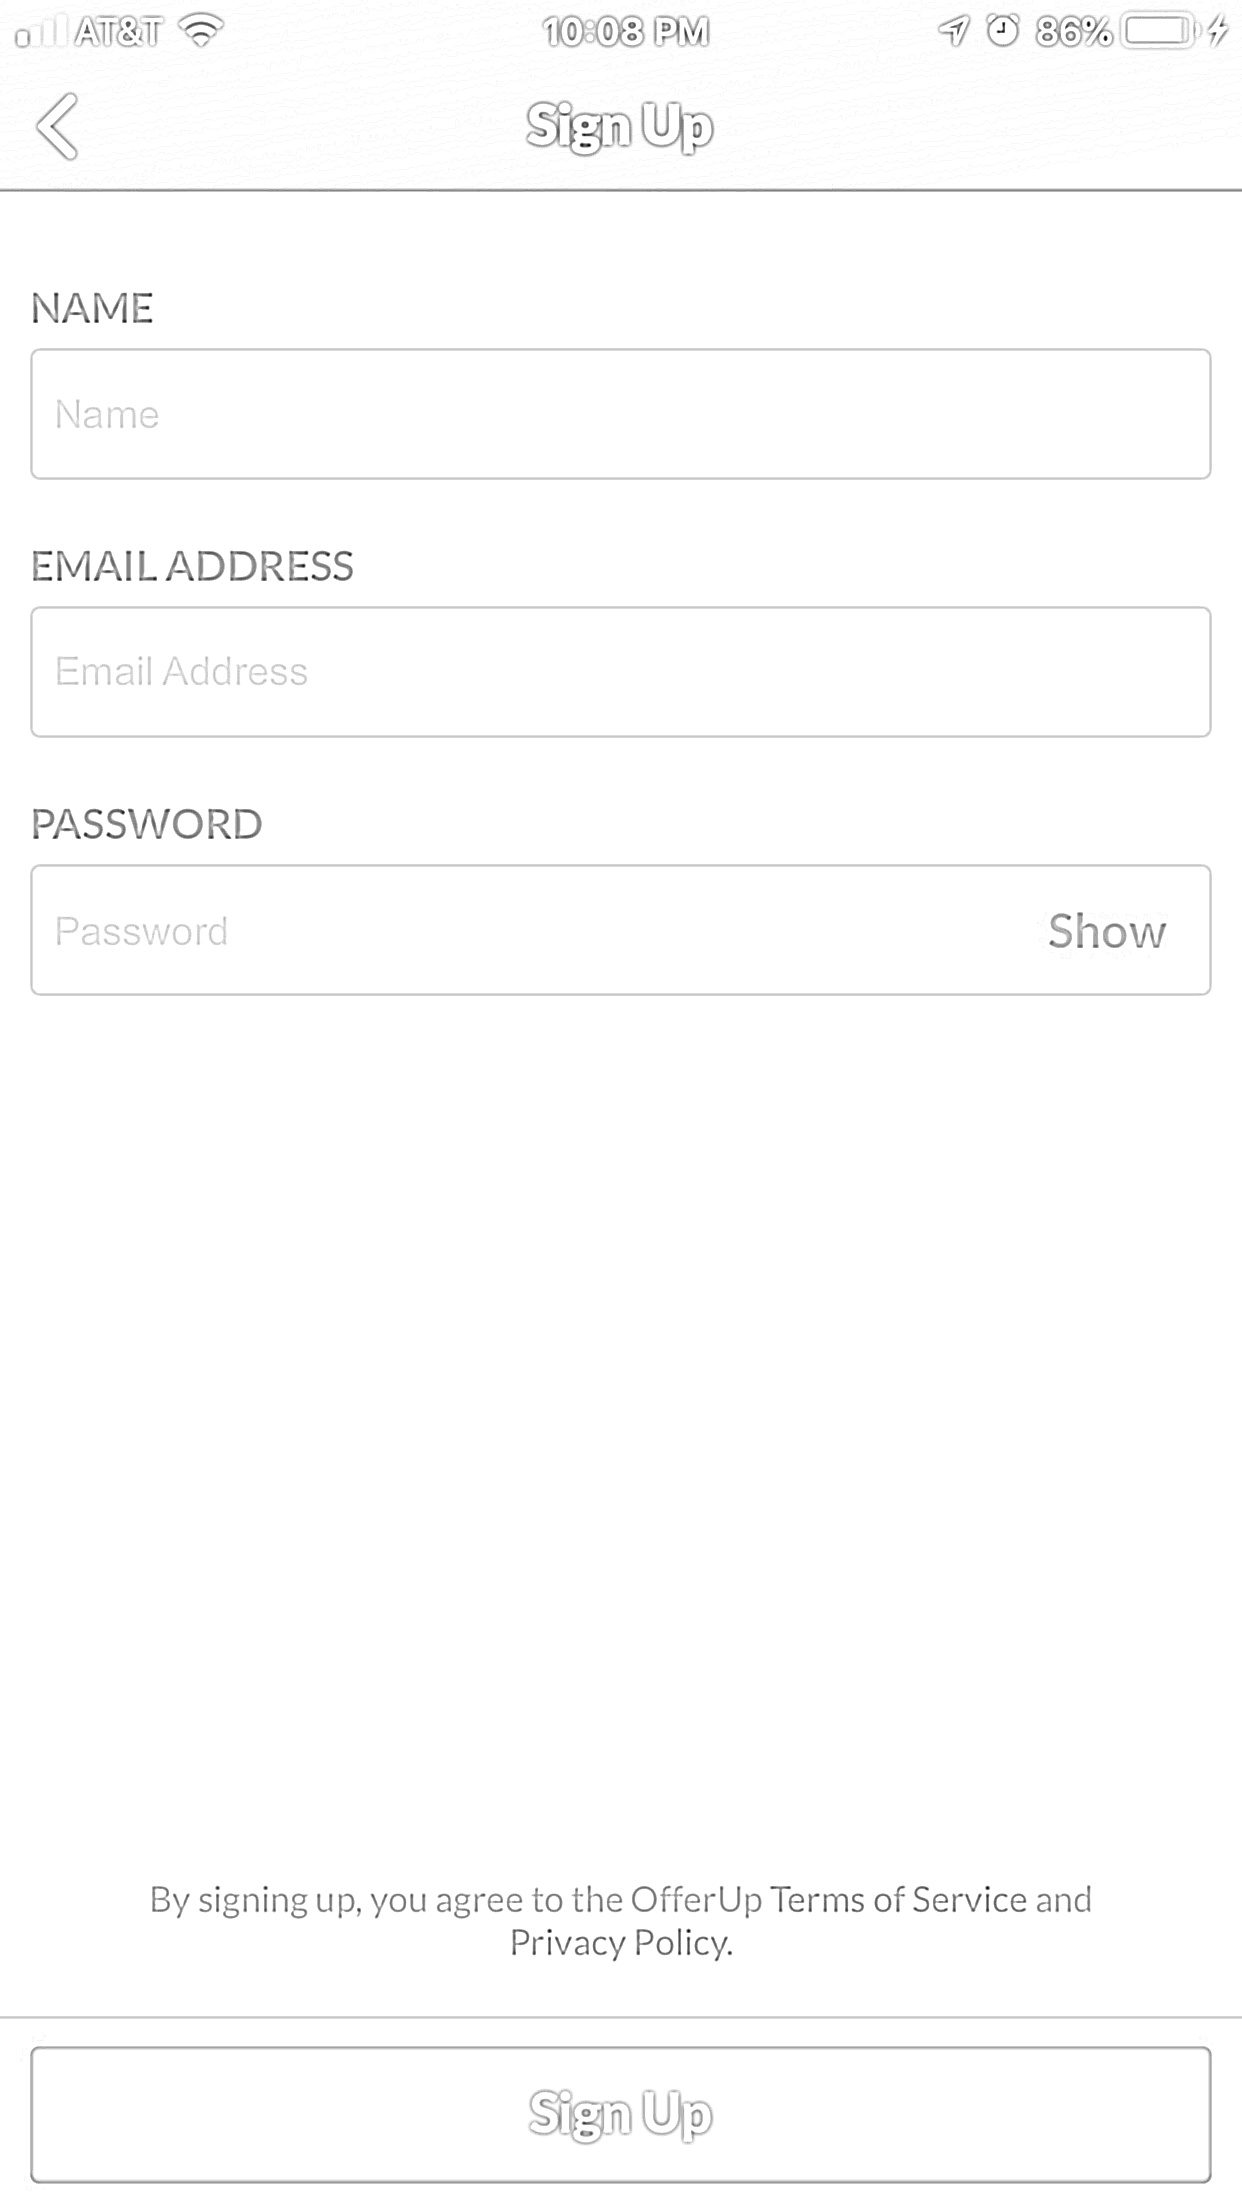 AT&T 10:08 PM 86%
Sign Up
NAME
Name
EMAIL ADDRESS
Email Address
PASSWORD
Password Show
By signing up, you agree to the OfferUp Terms of Service and
Privacy Policy.
Sign Up